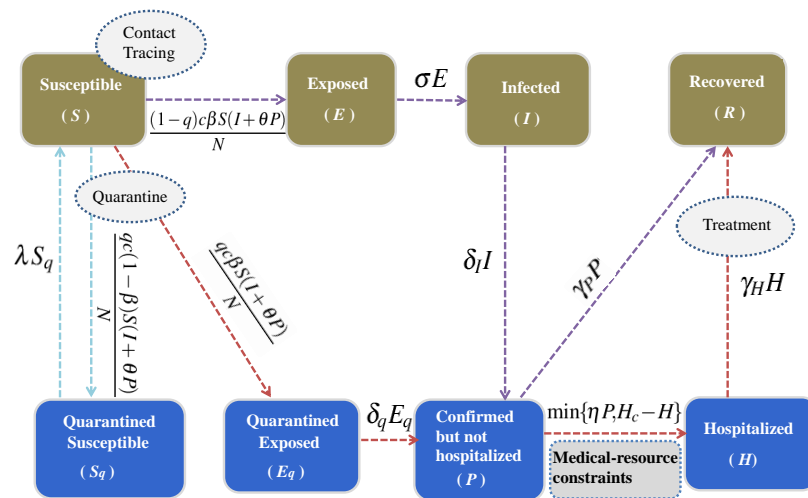 Contact
Tracing
Susceptible
(S)
Exposed
(E)
σE
Infected
(I)
Recovered
(R)
(1−q)cβS(I+θP)
N
Quarantine
Treatment
λS_q
qc(1−β)S(I+θP)
N
qcβS(I+θP)
N
δ_I I
γ_P P
γ_H H
Quarantined
Susceptible
(S_q)
Quarantined
Exposed
(E_q)
δ_q E_q
Confirmed
but not
hospitalized
(P)
min{ηP,H_c−H}
Medical-resource
constraints
Hospitalized
(H)